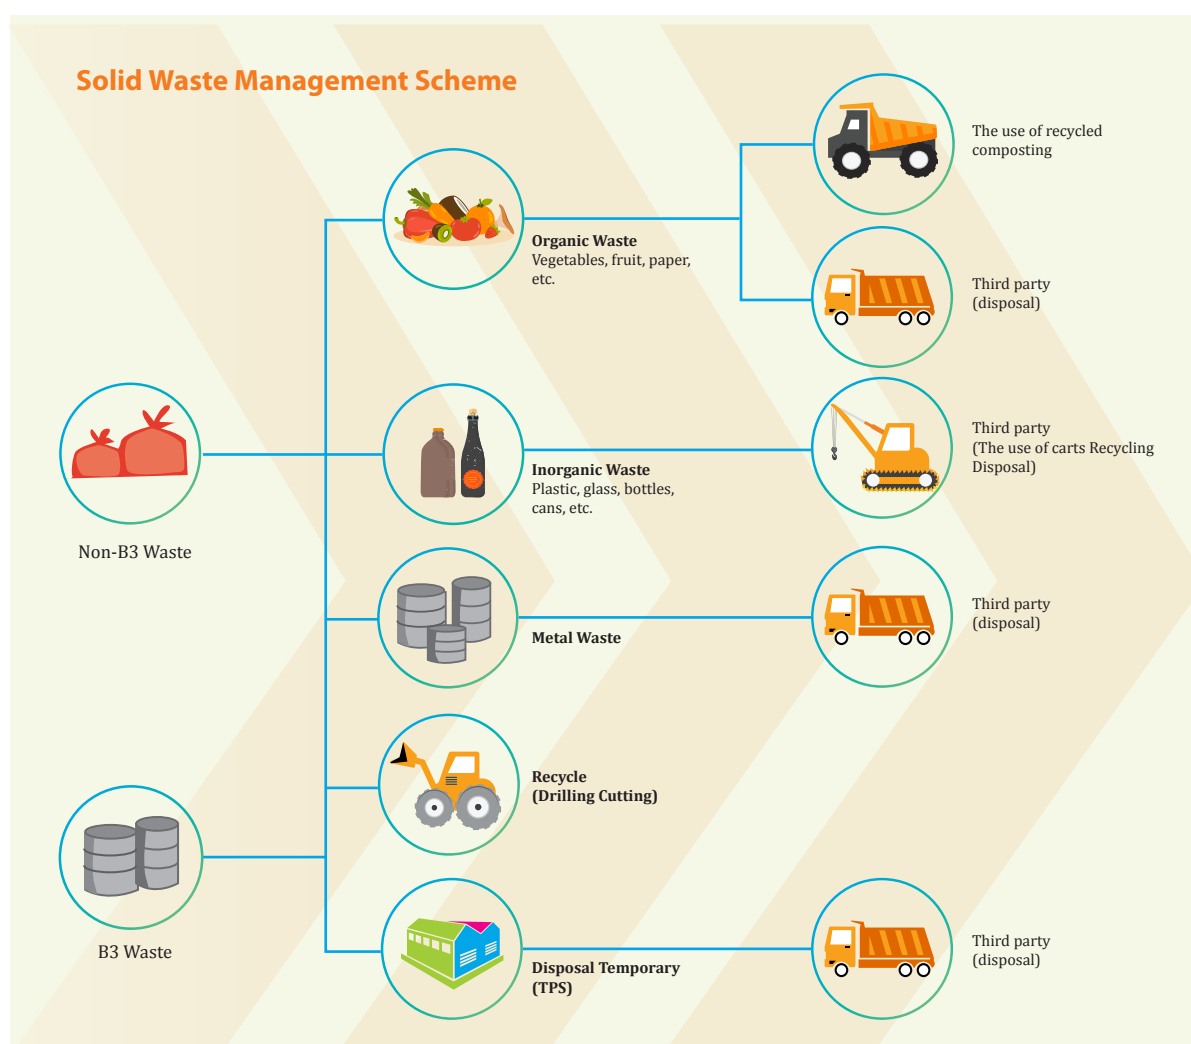 Solid Waste Management Scheme
The use of recycled
composting
Organic Waste
Vegetables, fruit, paper,
etc.
Third party
(disposal)
Third party
(The use of carts Recycling
Disposal)
Inorganic Waste
Plastic, glass, bottles,
cans, etc.
Non-B3 Waste
Third party
(disposal)
Metal Waste
Recycle
(Drilling Cutting)
B3 Waste
Third party
(disposal)
Disposal Temporary
(TPS)